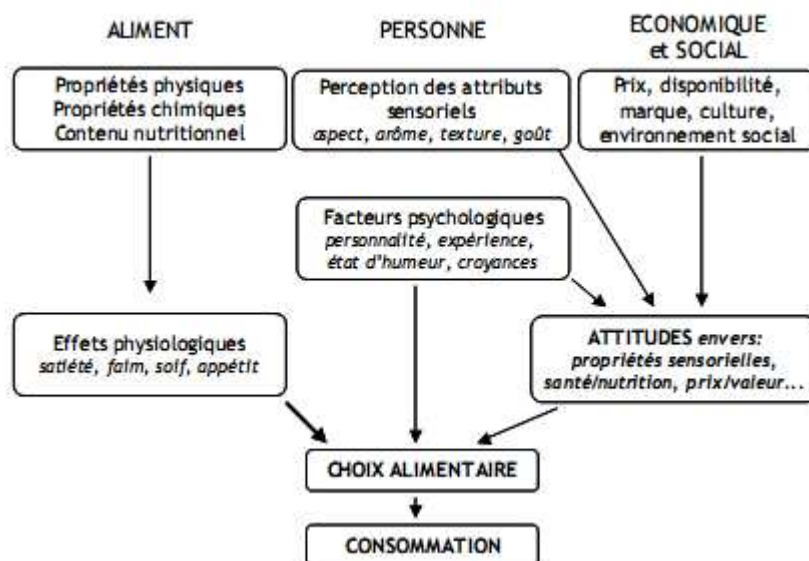 ALIMENT
PERSONNE
ECONOMIQUE
et SOCIAL
Propriétés physiques
Propriétés chimiques
Contenu nutritionnel
Perception des attributs
sensoriels
aspect, arôme, texture, goût
Prix, disponibilité,
marque, culture,
environnement social
Facteurs psychologiques
personnalité, expérience,
état d'humeur, croyances
Effets physiologiques
satiété, faim, soif, appétit
ATTITUDES envers:
propriétés sensorielles,
santé/nutrition, prix/valeur...
CHOIX ALIMENTAIRE
CONSOMMATION